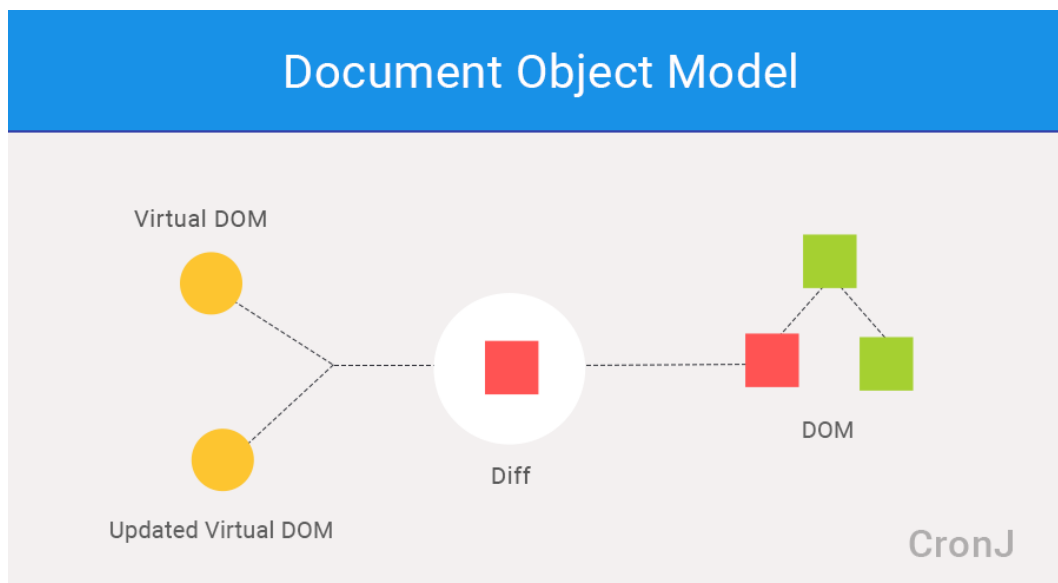 Document Object Model
Virtual DOM
Updated Virtual DOM
Diff
DOM
CronJ